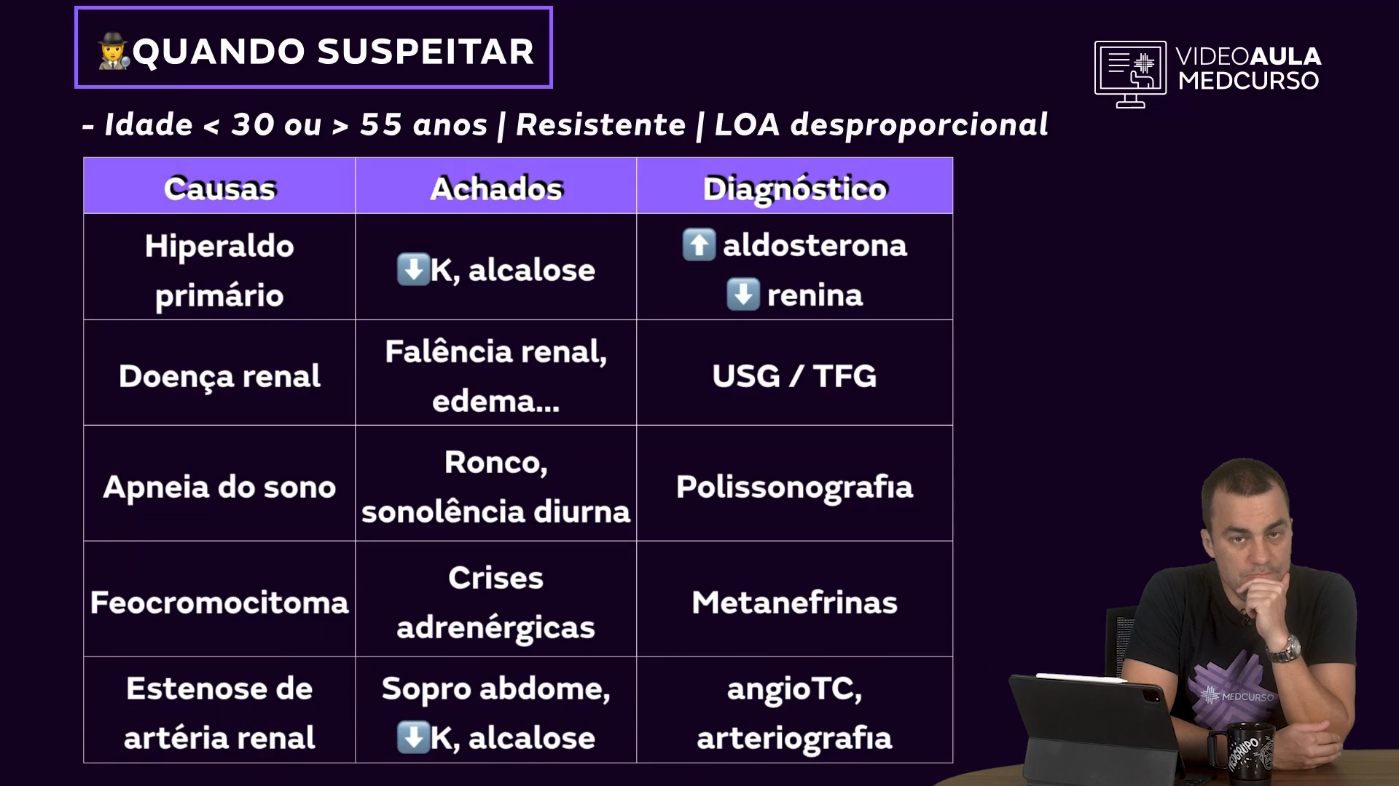 🕵️QUANDO SUSPEITAR
VIDEOAULA
MEDCURSO
- Idade < 30 ou > 55 anos | Resistente | LOA desproporcional
Causas
Achados
Diagnóstico
Hiperaldo
primário
⬇️K, alcalose
⬆️ aldosterona
⬇️ renina
Doença renal
Falência renal,
edema...
USG / TFG
Apneia do sono
Ronco,
sonolência diurna
Polissonografia
Feocromocitoma
Crises
adrenérgicas
Metanefrinas
Estenose de
artéria renal
Sopro abdome,
⬇️K, alcalose
angioTC,
arteriografia
MEDCURSO